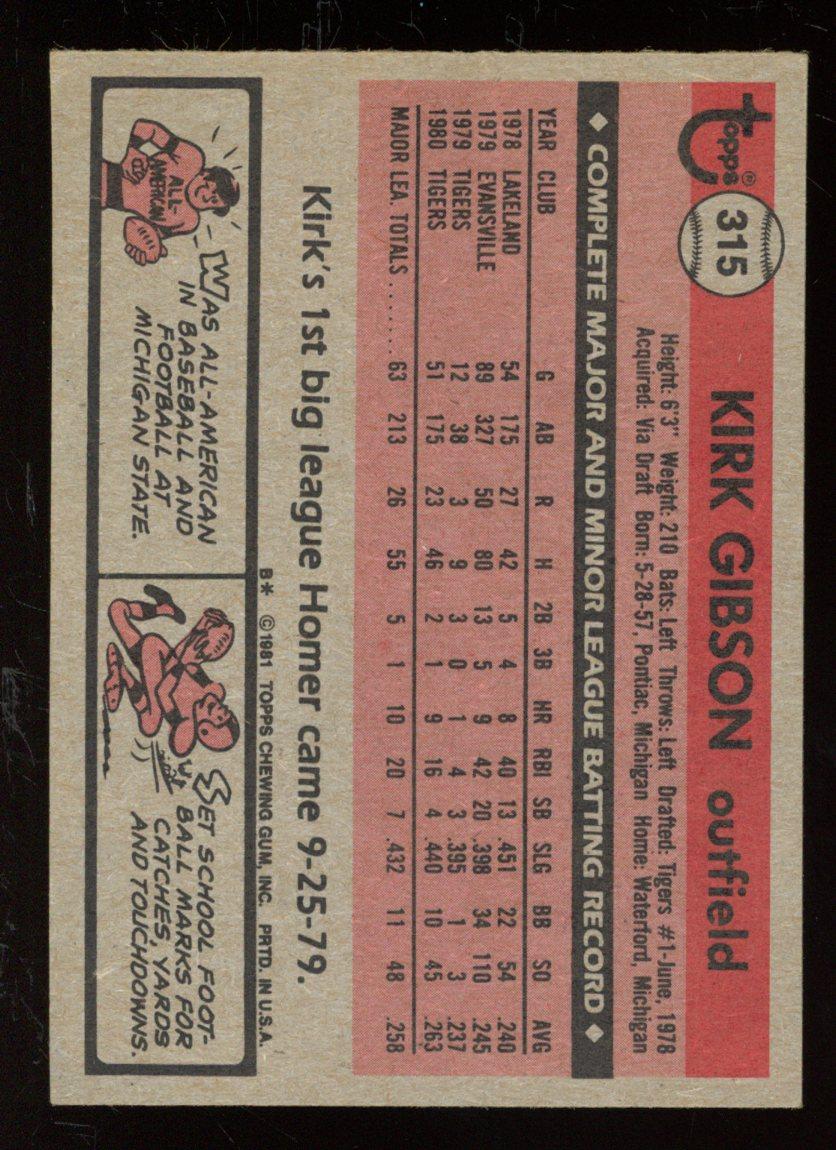 Topps® 315 KIRK GIBSON outfield
Height: 6'3" Weight: 210 Bats: Left Throws: Left Drafted: Tigers #1-June, 1978
Acquired: Via Draft Born: 5-28-57, Pontiac, Michigan Home: Waterford, Michigan
◆ COMPLETE MAJOR AND MINOR LEAGUE BATTING RECORD ◆
YEAR CLUB G AB R H 2B 3B HR RBI SB SLG BB SO AVG
1978 LAKELAND 54 175 27 42 5 4 8 40 13 .451 22 54 .240
1979 EVANSVILLE 89 327 50 80 13 5 9 42 20 .398 34 110 .245
1979 TIGERS 12 38 3 9 3 0 1 4 3 .395 1 3 .237
1980 TIGERS 51 175 23 46 2 1 9 16 4 .440 10 45 .263
MAJOR LEA. TOTALS....... 63 213 26 55 5 1 10 20 7 .432 11 48 .258
Kirk's 1st big league Homer came 9-25-79.
B* ©1981 TOPPS CHEWING GUM, INC. PRTD. IN U.S.A.
ALL-
AMERICAN
WAS ALL-AMERICAN
IN BASEBALL AND
FOOTBALL AT
MICHIGAN STATE.
SET SCHOOL FOOT-
BALL MARKS FOR
CATCHES, YARDS
AND TOUCHDOWNS.